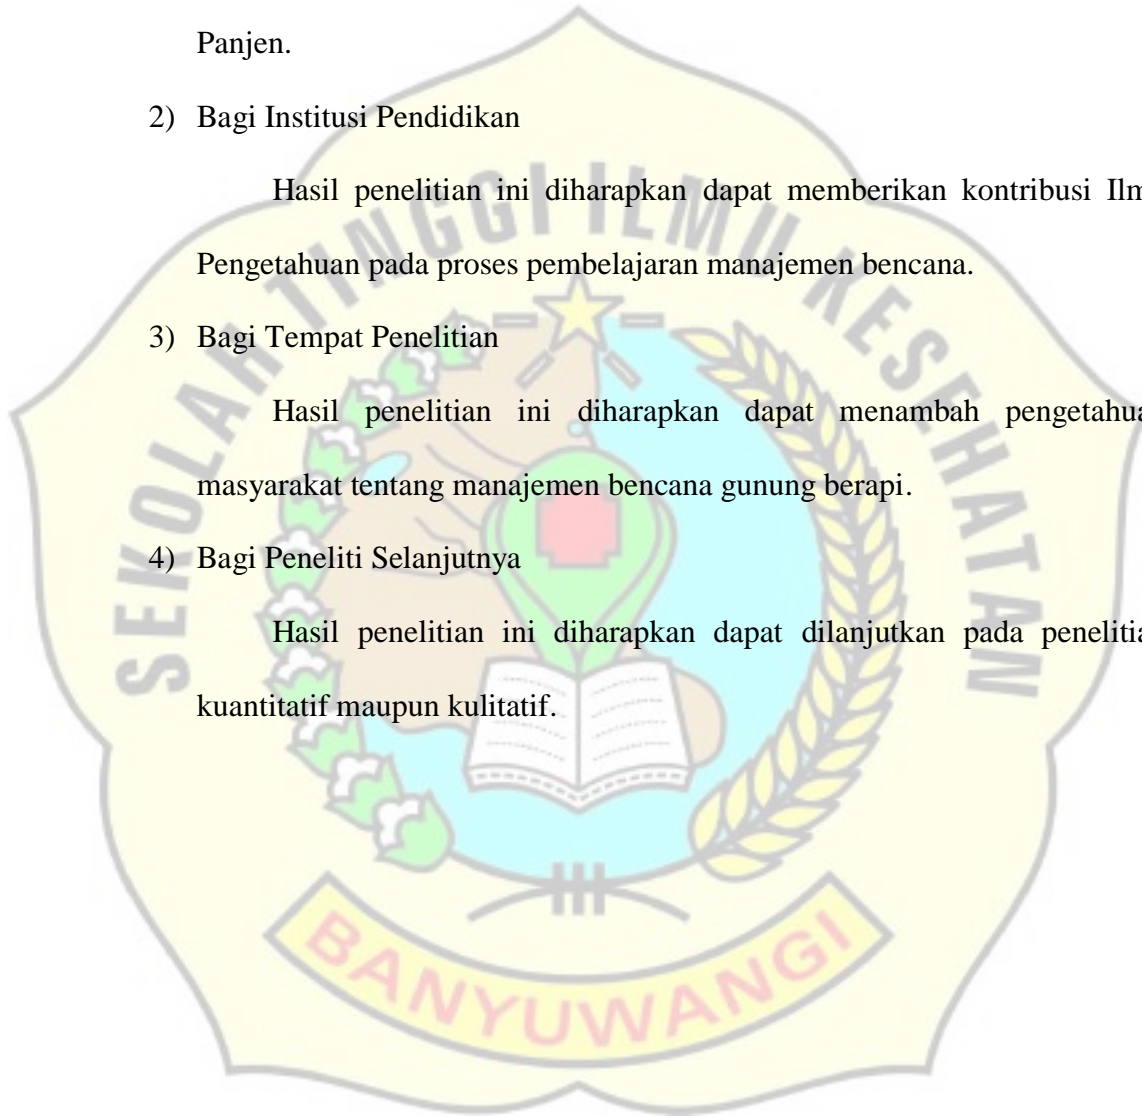 Panjen.
2) Bagi Institusi Pendidikan
Hasil penelitian ini diharapkan dapat memberikan kontribusi Ilm
Pengetahuan pada proses pembelajaran manajemen bencana.
3) Bagi Tempat Penelitian
Hasil penelitian ini diharapkan dapat menambah pengetahua
masyarakat tentang manajemen bencana gunung berapi.
4) Bagi Peneliti Selanjutnya
Hasil penelitian ini diharapkan dapat dilanjutkan pada penelitia
kuantitatif maupun kulitatif.
SEKOLAH TINGGI ILMU KESEHATAN
BANYUWANGI